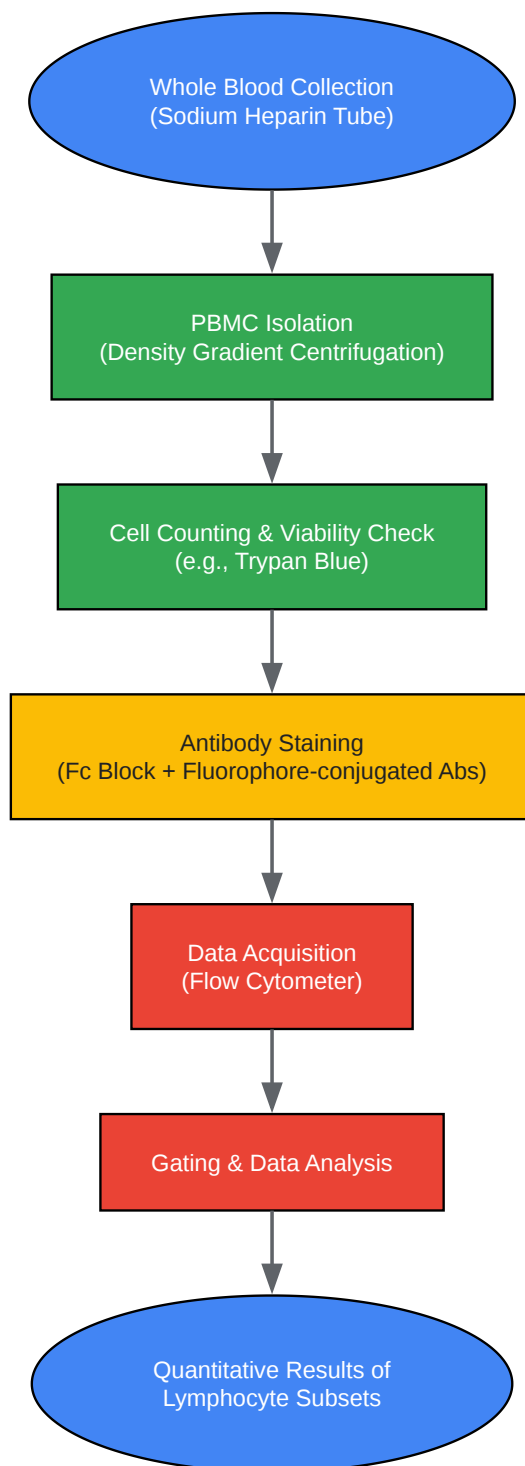 Whole Blood Collection
(Sodium Heparin Tube)
PBMC Isolation
(Density Gradient Centrifugation)
Cell Counting & Viability Check
(e.g., Trypan Blue)
Antibody Staining
(Fc Block + Fluorophore-conjugated Abs)
Data Acquisition
(Flow Cytometer)
Gating & Data Analysis
Quantitative Results of
Lymphocyte Subsets